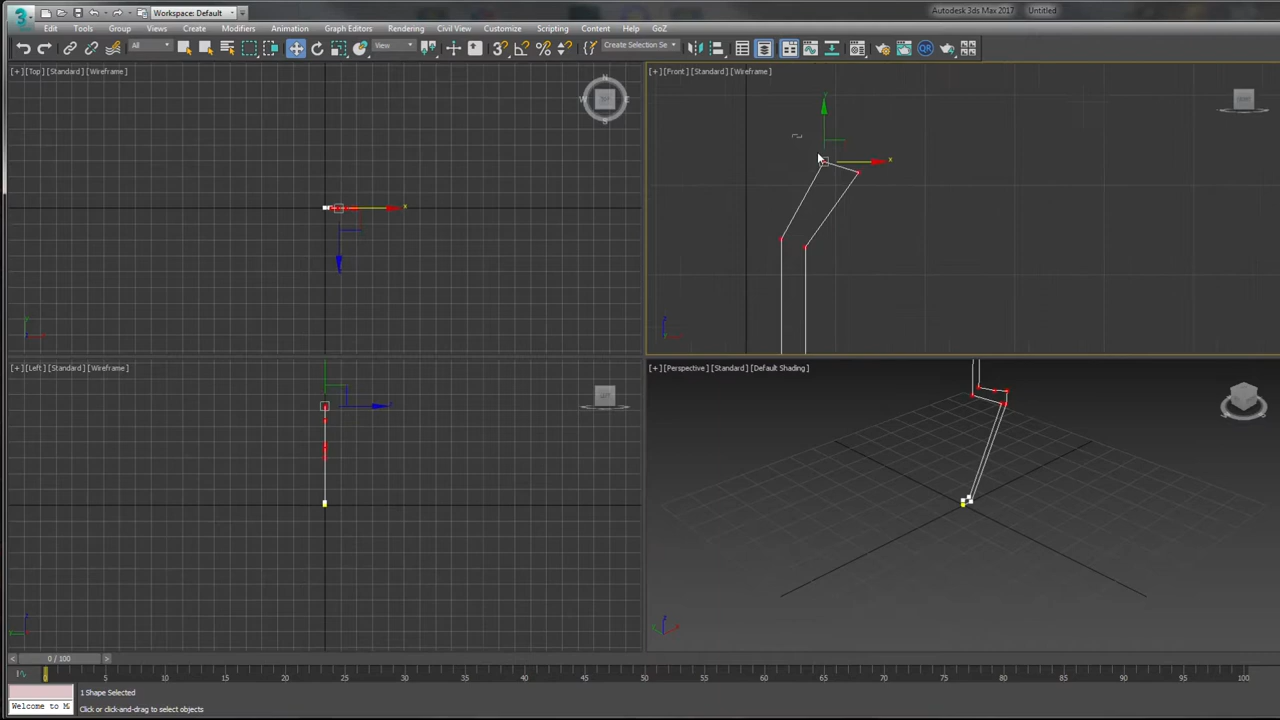 3 Workspace: Default Autodesk 3ds Max 2017 Untitled
Edit Tools Group Views Create Modifiers Animation Graph Editors Rendering Civil View Customize Scripting Content Help GoZ
All View Create Selection Se QR
[+] [Top] [Standard] [Wireframe]
[+] [Front] [Standard] [Wireframe]
N
W E
y
x
x
[+] [Left] [Standard] [Wireframe]
[+] [Perspective] [Standard] [Default Shading]
< 0 / 100 >
0 5 10 15 20 25 30 35 40 45 50 55 60 65 70 75 80 85 90 95 100
1 Shape Selected
Welcome to M
Click or click-and-drag to select objects